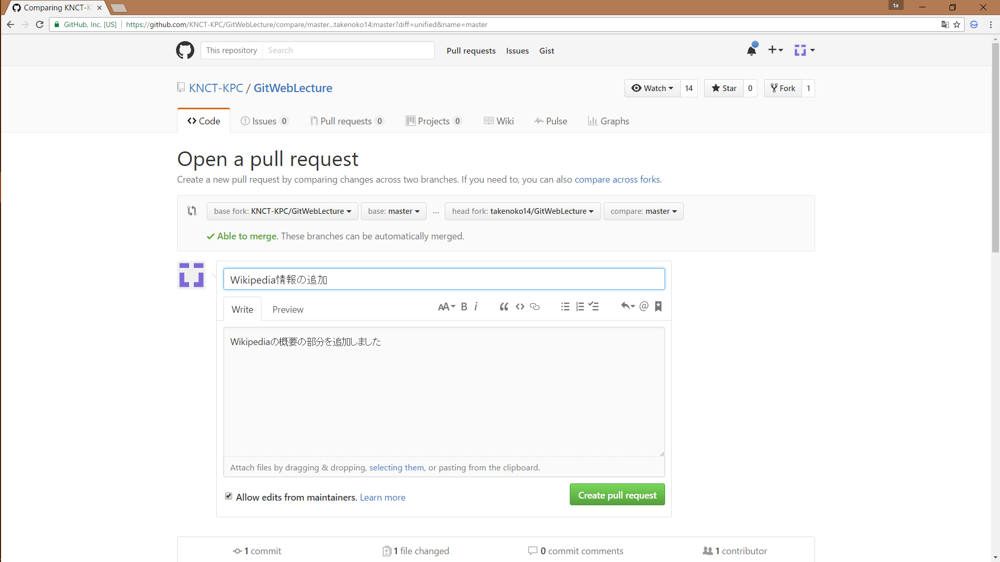 Comparing KNCT-K
ta
GitHub, Inc. [US] https://github.com/KNCT-KPC/GitWebLecture/compare/master...takenoko14:master?diff=unified&name=master
This repository Search Pull requests Issues Gist
KNCT-KPC / GitWebLecture
Watch 14 Star 0 Fork 1
Code Issues 0 Pull requests 0 Projects 0 Wiki Pulse Graphs
Open a pull request
Create a new pull request by comparing changes across two branches. If you need to, you can also compare across forks.
base fork: KNCT-KPC/GitWebLecture base: master ... head fork: takenoko14/GitWebLecture compare: master
Able to merge. These branches can be automatically merged.
Wikipedia情報の追加
Write Preview
AA B i
Wikipediaの概要の部分を追加しました
Attach files by dragging & dropping, selecting them, or pasting from the clipboard.
Allow edits from maintainers. Learn more
Create pull request
1 commit 1 file changed 0 commit comments 1 contributor